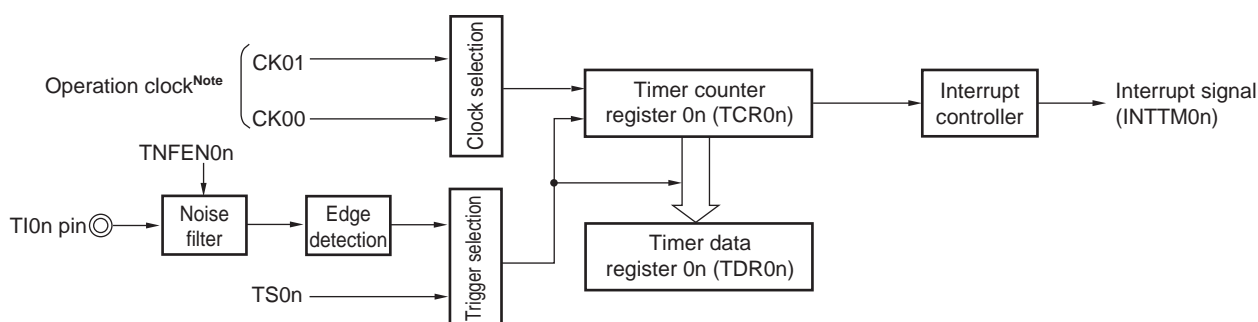 Operation clockNote
CK01
CK00
Clock selection
Timer counter
register 0n (TCR0n)
Interrupt
controller
Interrupt signal
(INTTM0n)
TNFEN0n
TI0n pin
Noise
filter
Edge
detection
TS0n
Trigger selection
Timer data
register 0n (TDR0n)